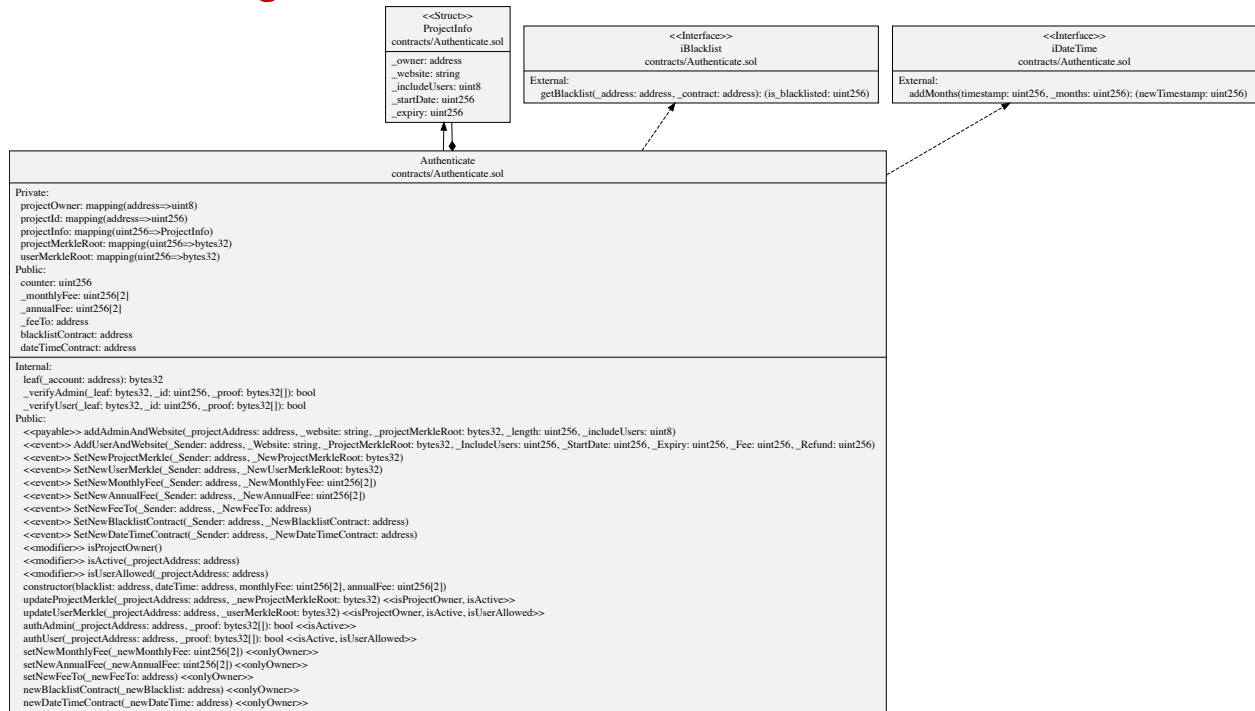 <<Struct>>
ProjectInfo
contracts/Authenticate.sol
_owner: address
_website: string
_includeUsers: uint8
_startDate: uint256
_expiry: uint256
<<Interface>>
iBlacklist
contracts/Authenticate.sol
External:
getBlacklist(_address: address, _contract: address): (is_blacklisted: uint256)
<<Interface>>
iDateTime
contracts/Authenticate.sol
External:
addMonths(timestamp: uint256, _months: uint256): (newTimestamp: uint256)
Authenticate
contracts/Authenticate.sol
Private:
projectOwner: mapping(address=>uint8)
projectId: mapping(address=>uint256)
projectInfo: mapping(uint256=>ProjectInfo)
projectMerkleRoot: mapping(uint256=>bytes32)
userMerkleRoot: mapping(uint256=>bytes32)
Public:
counter: uint256
_monthlyFee: uint256[2]
_annualFee: uint256[2]
_feeTo: address
blacklistContract: address
dateTimeContract: address
Internal:
leaf(_account: address): bytes32
_verifyAdmin(_leaf: bytes32, _id: uint256, _proof: bytes32[]): bool
_verifyUser(_leaf: bytes32, _id: uint256, _proof: bytes32[]): bool
Public:
<<payable>> addAdminAndWebsite(_projectAddress: address, _website: string, _projectMerkleRoot: bytes32, _length: uint256, _includeUsers: uint8)
<<event>> AddUserAndWebsite(_Sender: address, _Website: string, _ProjectMerkleRoot: bytes32, _IncludeUsers: uint256, _StartDate: uint256, _Expiry: uint256, _Fee: uint256, _Refund: uint256)
<<event>> SetNewProjectMerkle(_Sender: address, _NewProjectMerkleRoot: bytes32)
<<event>> SetNewUserMerkle(_Sender: address, _NewUserMerkleRoot: bytes32)
<<event>> SetNewMonthlyFee(_Sender: address, _NewMonthlyFee: uint256[2])
<<event>> SetNewAnnualFee(_Sender: address, _NewAnnualFee: uint256[2])
<<event>> SetNewFeeTo(_Sender: address, _NewFeeTo: address)
<<event>> SetNewBlacklistContract(_Sender: address, _NewBlacklistContract: address)
<<event>> SetNewDateTimeContract(_Sender: address, _NewDateTimeContract: address)
<<modifier>> isProjectOwner()
<<modifier>> isActive(_projectAddress: address)
<<modifier>> isUserAllowed(_projectAddress: address)
constructor(blacklist: address, dateTime: address, monthlyFee: uint256[2], annualFee: uint256[2])
updateProjectMerkle(_projectAddress: address, _newProjectMerkleRoot: bytes32) <<isProjectOwner, isActive>>
updateUserMerkle(_projectAddress: address, _userMerkleRoot: bytes32) <<isProjectOwner, isActive, isUserAllowed>>
authAdmin(_projectAddress: address, _proof: bytes32[]): bool <<isActive>>
authUser(_projectAddress: address, _proof: bytes32[]): bool <<isActive, isUserAllowed>>
setNewMonthlyFee(_newMonthlyFee: uint256[2]) <<onlyOwner>>
setNewAnnualFee(_newAnnualFee: uint256[2]) <<onlyOwner>>
setNewFeeTo(_newFeeTo: address) <<onlyOwner>>
newBlacklistContract(_newBlacklist: address) <<onlyOwner>>
newDateTimeContract(_newDateTime: address) <<onlyOwner>>